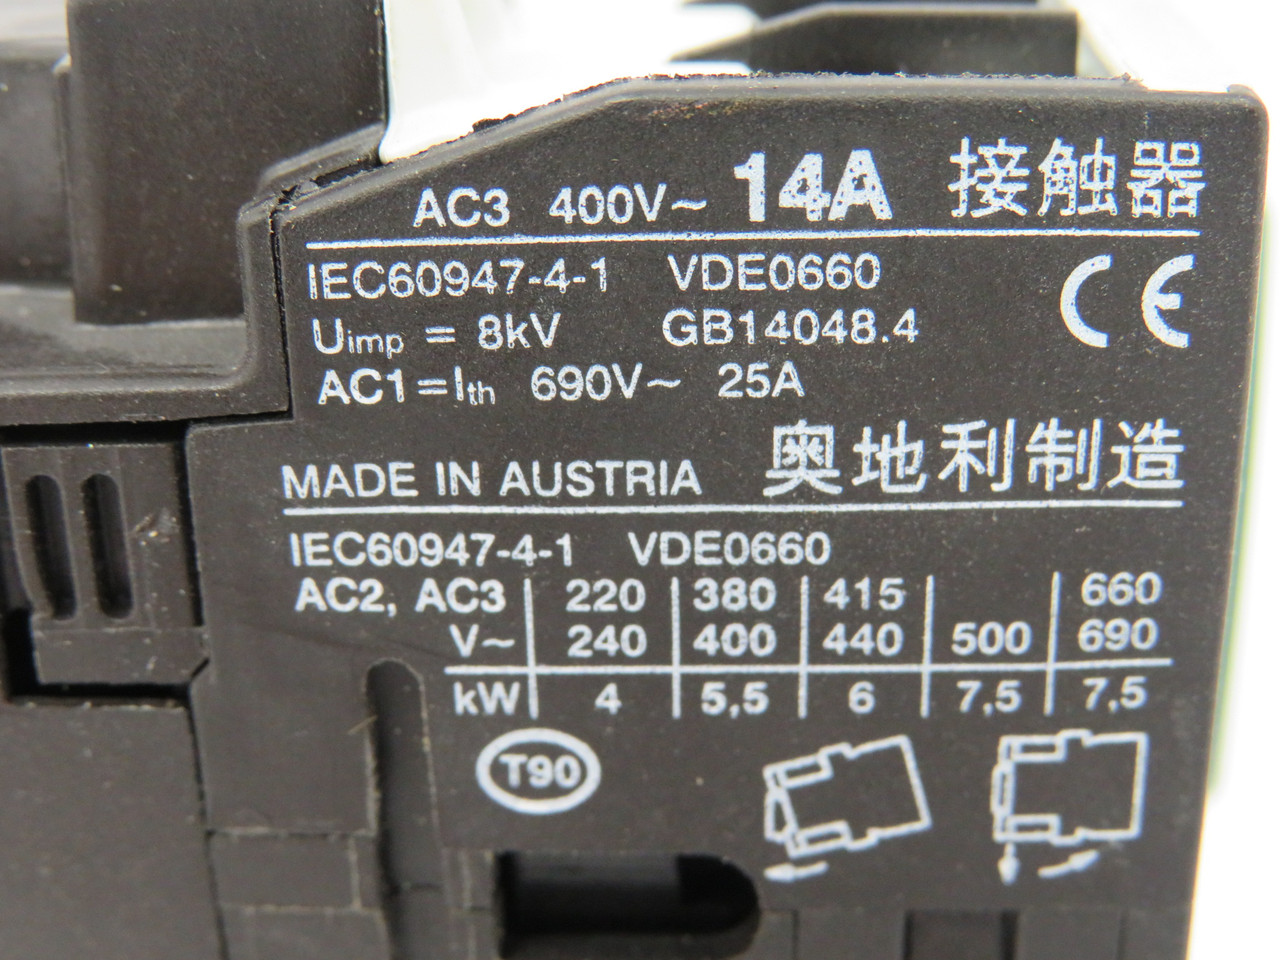 AC3 400V~ 14A 接触器
IEC60947-4-1 VDE0660 CE
Uimp = 8kV GB14048.4
AC1=Ith 690V~ 25A
MADE IN AUSTRIA 奥地利制造
IEC60947-4-1 VDE0660
AC2, AC3 220 380 415 660
V~ 240 400 440 500 690
kW 4 5,5 6 7,5 7,5
T90